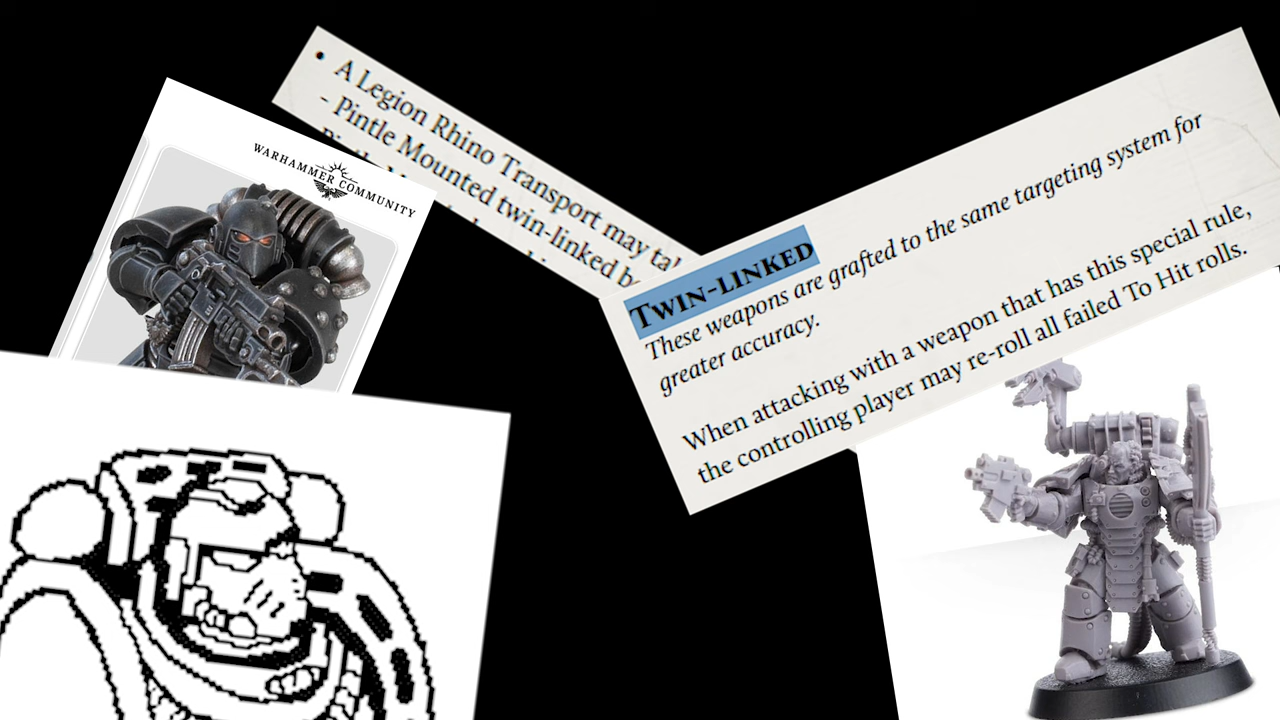 WARHAMMER COMMUNITY
• A Legion Rhino Transport may
- Pintle Mounted twin-linked
TWIN-LINKED
These weapons are grafted to the same targeting system for
greater accuracy.
When attacking with a weapon that has this special rule,
the controlling player may re-roll all failed To Hit rolls.